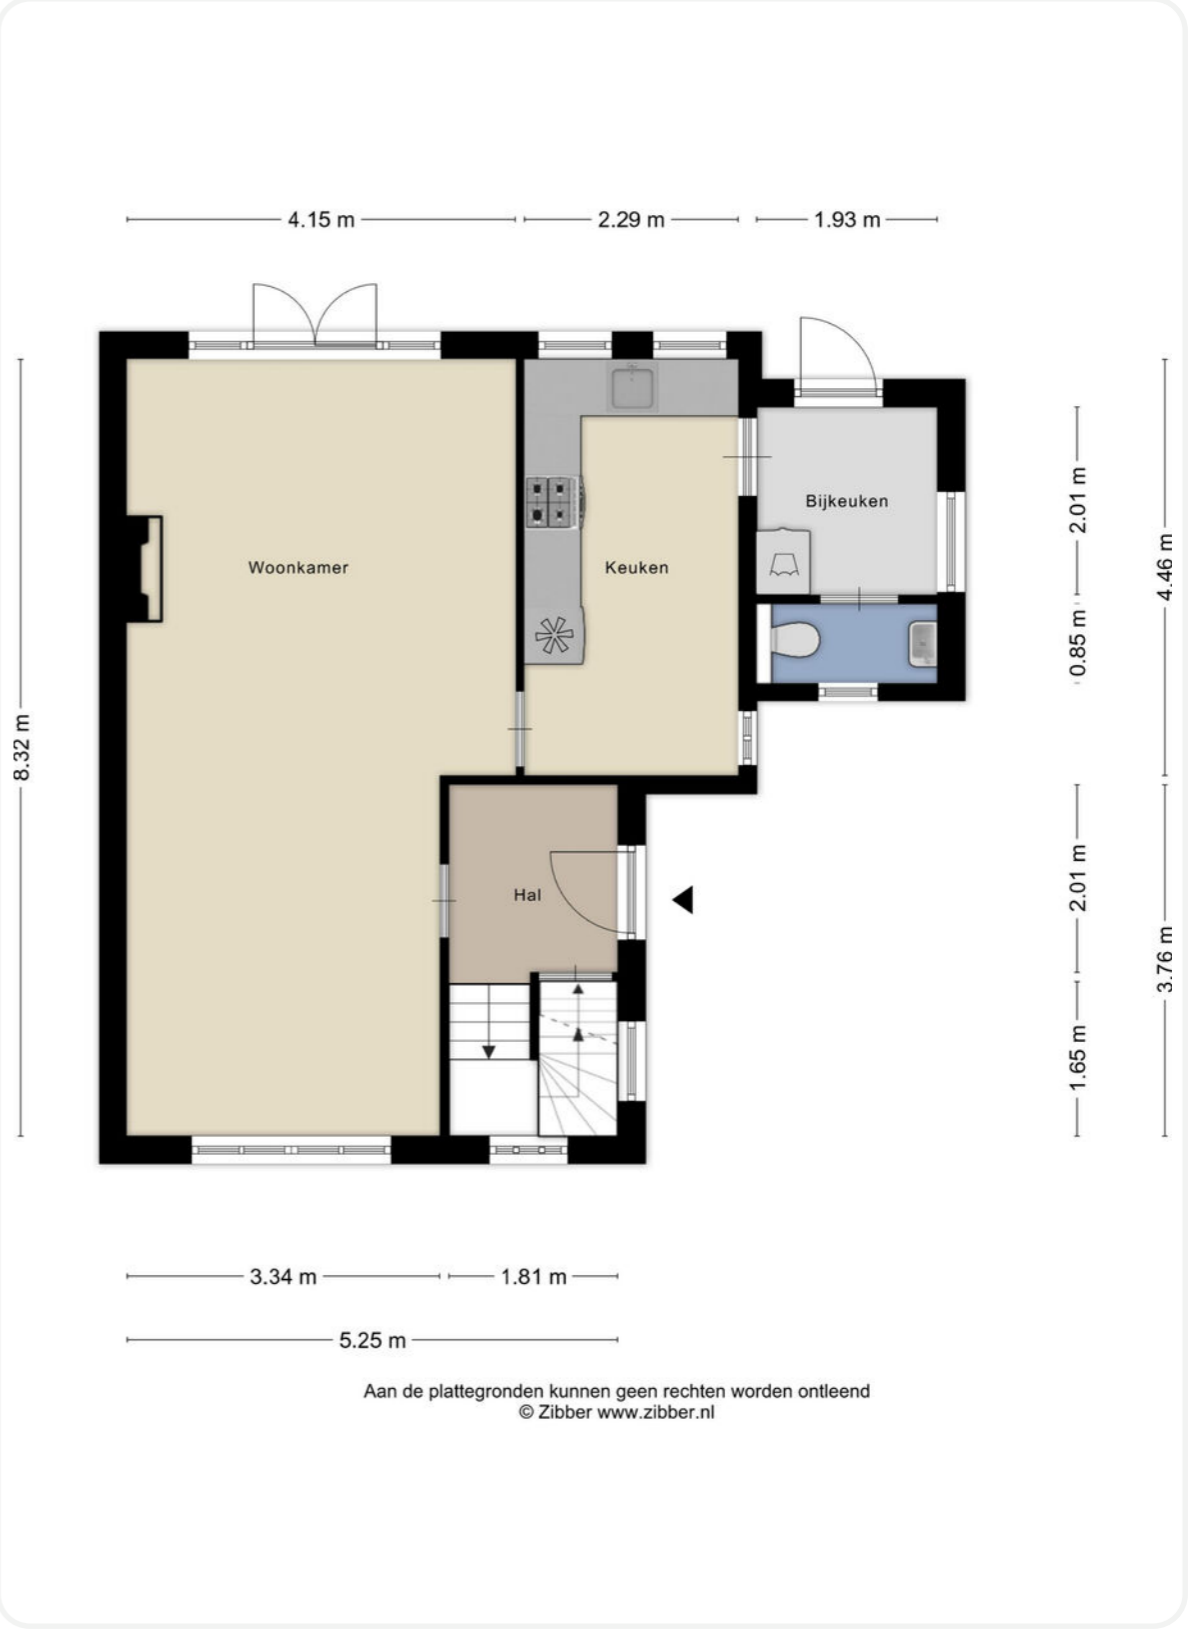 4.15 m
2.29 m
1.93 m
Bijkeuken
2.01 m
4.46 m
Woonkamer
Keuken
0.85 m
8.32 m
Hal
2.01 m
3.76 m
1.65 m
3.34 m
1.81 m
5.25 m
Aan de plattegronden kunnen geen rechten worden ontleend
© Zibber www.zibber.nl